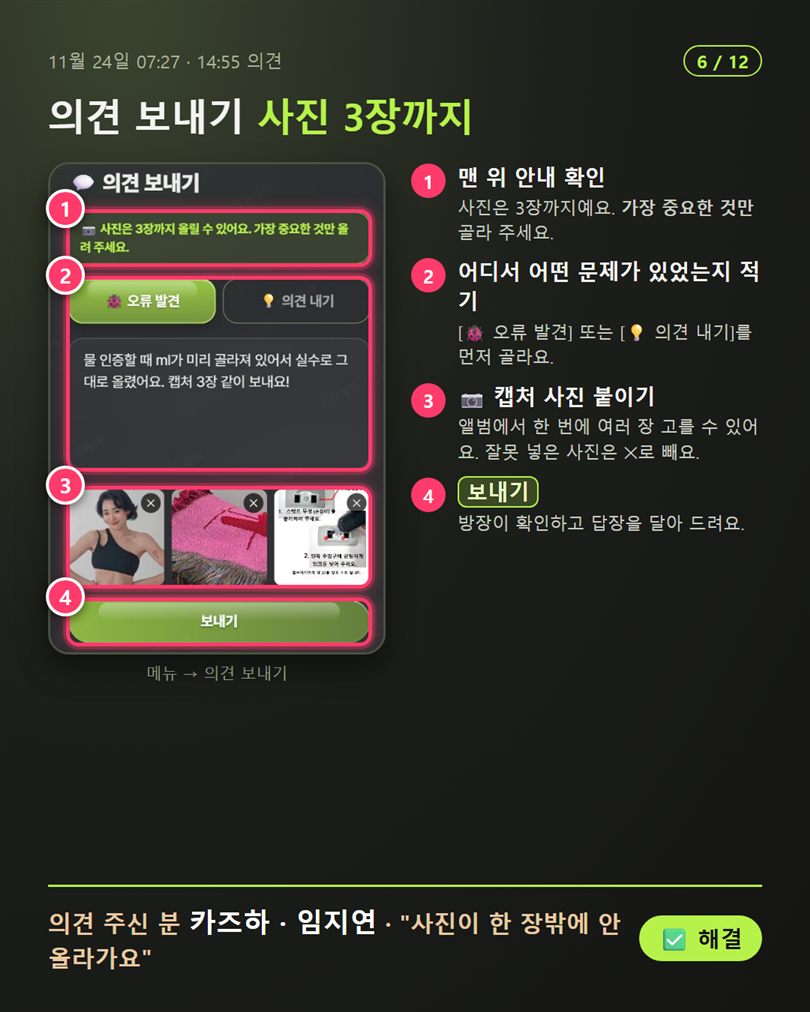 11월 24일 07:27 · 14:55 의견
6 / 12
의견 보내기 사진 3장까지
💬 의견 보내기
1
📷 사진은 3장까지 올릴 수 있어요. 가장 중요한 것만 올
려 주세요.
2
🐞 오류 발견
💡 의견 내기
물 인증할 때 ml가 미리 골라져 있어서 실수로 그
대로 올렸어요. 캡처 3장 같이 보내요!
3
4
보내기
메뉴 → 의견 보내기
1 맨 위 안내 확인
사진은 3장까지예요. 가장 중요한 것만
골라 주세요.
2 어디서 어떤 문제가 있었는지 적
기
[🐞 오류 발견] 또는 [💡 의견 내기]를
먼저 골라요.
3 📷 캡처 사진 붙이기
앨범에서 한 번에 여러 장 고를 수 있어
요. 잘못 넣은 사진은 ×로 빼요.
4 보내기
방장이 확인하고 답장을 달아 드려요.
의견 주신 분 카즈하 · 임지연 · "사진이 한 장밖에 안
올라가요"
✅ 해결